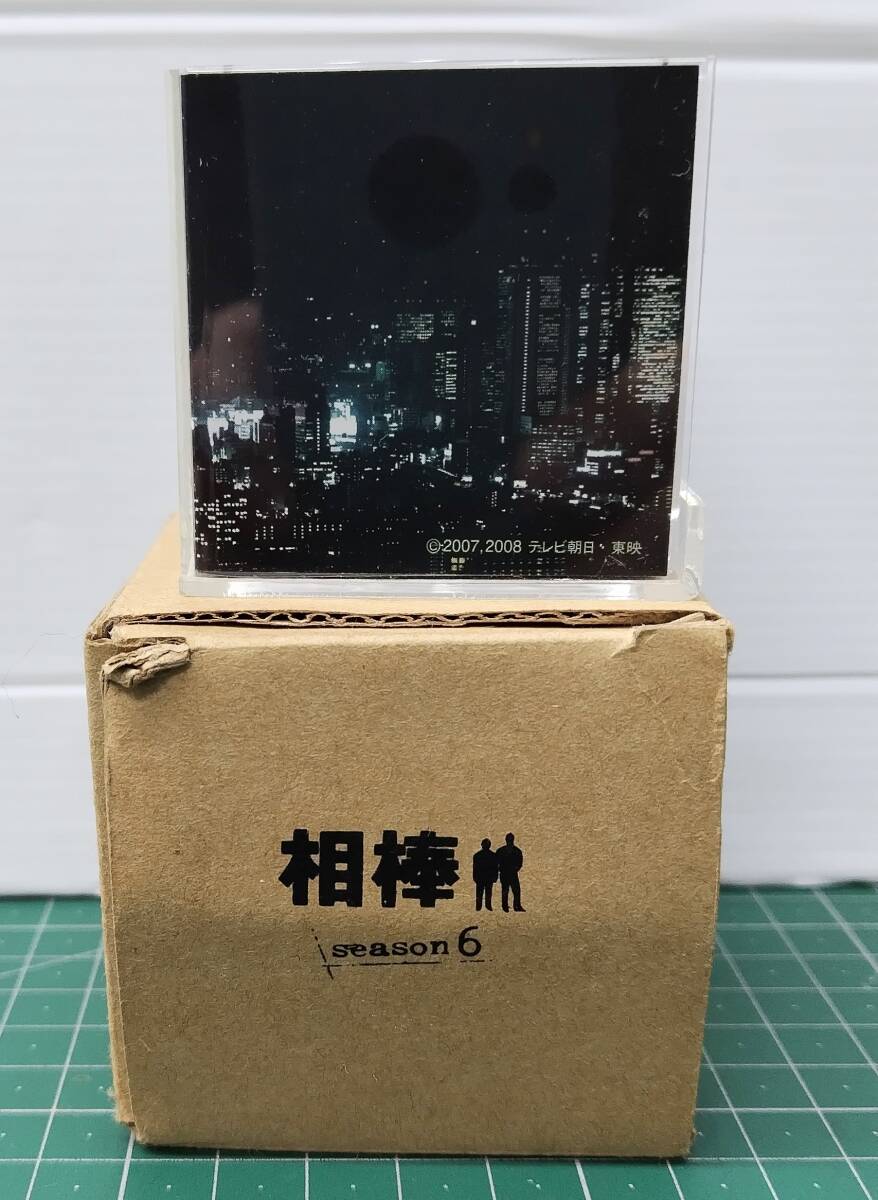 ©2007,2008 テレビ朝日・東映
相棒
season 6